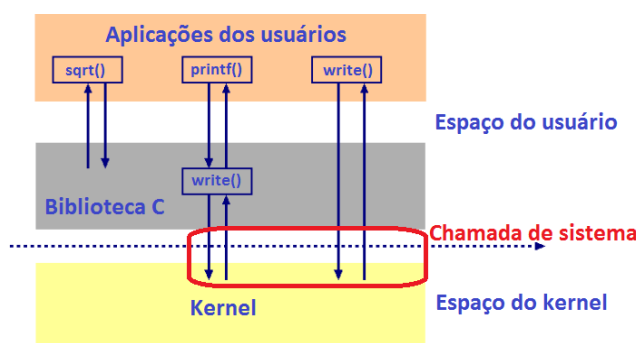 Aplicações dos usuários
sqrt()
printf()
write()
Espaço do usuário
write()
Biblioteca C
Chamada de sistema
Kernel
Espaço do kernel